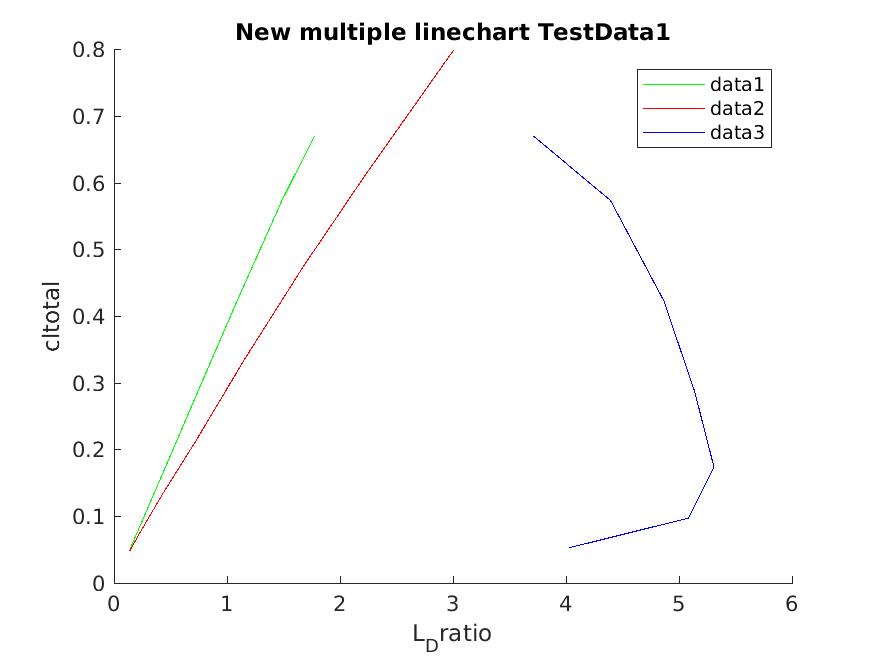 New multiple linechart TestData1
0.8
0.7
0.6
0.5
0.4
0.3
0.2
0.1
0
cltotal
data1
data2
data3
0 1 2 3 4 5 6
L_Dratio